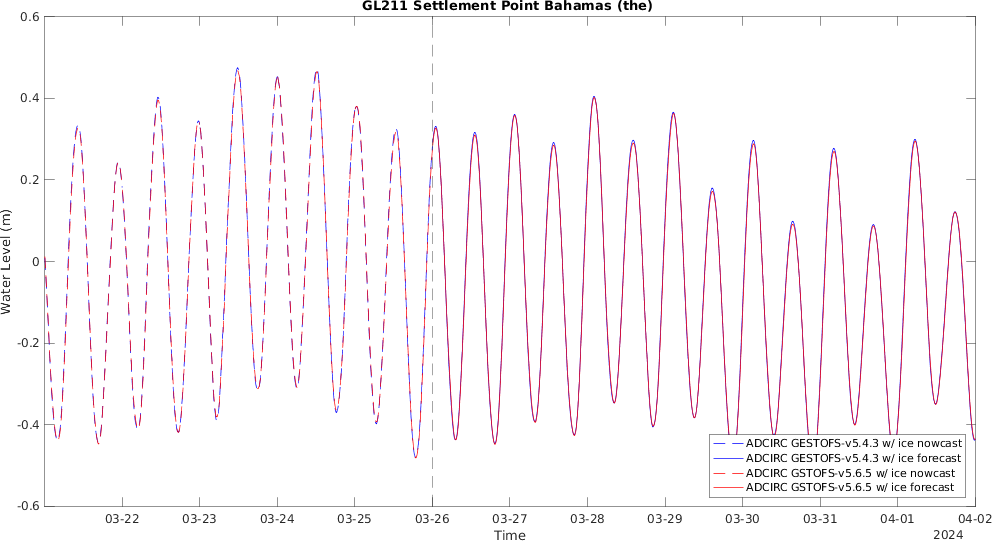 GL211 Settlement Point Bahamas (the)
0.6
0.4
0.2
0
-0.2
-0.4
-0.6
Water Level (m)
ADCIRC GESTOFS-v5.4.3 w/ ice nowcast
ADCIRC GESTOFS-v5.4.3 w/ ice forecast
ADCIRC GSTOFS-v5.6.5 w/ ice nowcast
ADCIRC GSTOFS-v5.6.5 w/ ice forecast
03-22 03-23 03-24 03-25 03-26 03-27 03-28 03-29 03-30 03-31 04-01 04-02
Time
2024